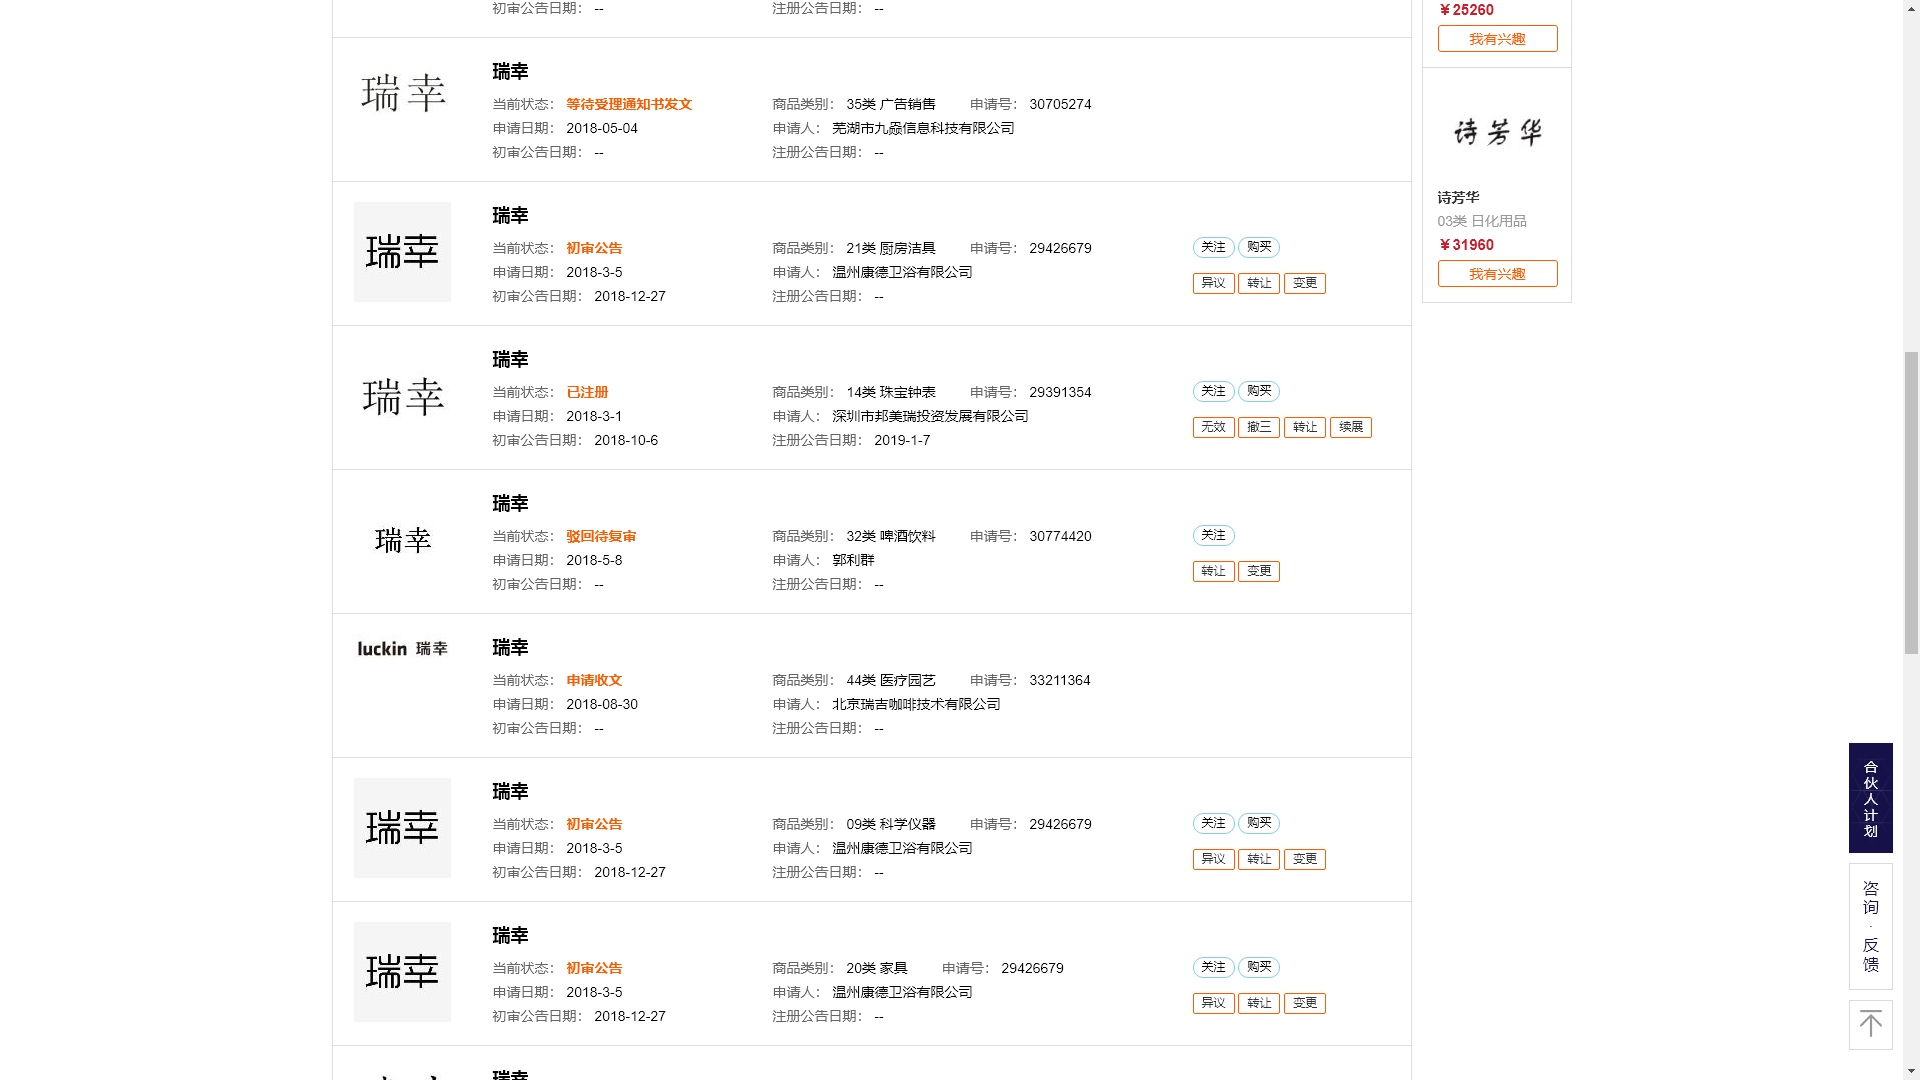 初审公告日期： --
注册公告日期： --
瑞幸
瑞幸
当前状态： 等待受理通知书发文
商品类别： 35类 广告销售
申请号： 30705274
申请日期： 2018-05-04
申请人： 芜湖市九赑信息科技有限公司
初审公告日期： --
注册公告日期： --
瑞幸
瑞幸
当前状态： 初审公告
商品类别： 21类 厨房洁具
申请号： 29426679
关注
购买
申请日期： 2018-3-5
申请人： 温州康德卫浴有限公司
异议
转让
变更
初审公告日期： 2018-12-27
注册公告日期： --
瑞幸
瑞幸
当前状态： 已注册
商品类别： 14类 珠宝钟表
申请号： 29391354
关注
购买
申请日期： 2018-3-1
申请人： 深圳市邦美瑞投资发展有限公司
无效
撤三
转让
续展
初审公告日期： 2018-10-6
注册公告日期： 2019-1-7
瑞幸
瑞幸
当前状态： 驳回待复审
商品类别： 32类 啤酒饮料
申请号： 30774420
关注
申请日期： 2018-5-8
申请人： 郭利群
转让
变更
初审公告日期： --
注册公告日期： --
luckin 瑞幸
瑞幸
当前状态： 申请收文
商品类别： 44类 医疗园艺
申请号： 33211364
申请日期： 2018-08-30
申请人： 北京瑞吉咖啡技术有限公司
初审公告日期： --
注册公告日期： --
瑞幸
瑞幸
当前状态： 初审公告
商品类别： 09类 科学仪器
申请号： 29426679
关注
购买
申请日期： 2018-3-5
申请人： 温州康德卫浴有限公司
异议
转让
变更
初审公告日期： 2018-12-27
注册公告日期： --
瑞幸
瑞幸
当前状态： 初审公告
商品类别： 20类 家具
申请号： 29426679
关注
购买
申请日期： 2018-3-5
申请人： 温州康德卫浴有限公司
异议
转让
变更
初审公告日期： 2018-12-27
注册公告日期： --
瑞幸
￥25260
我有兴趣
诗芳华
诗芳华
03类 日化用品
￥31960
我有兴趣
合伙人计划
咨询·反馈